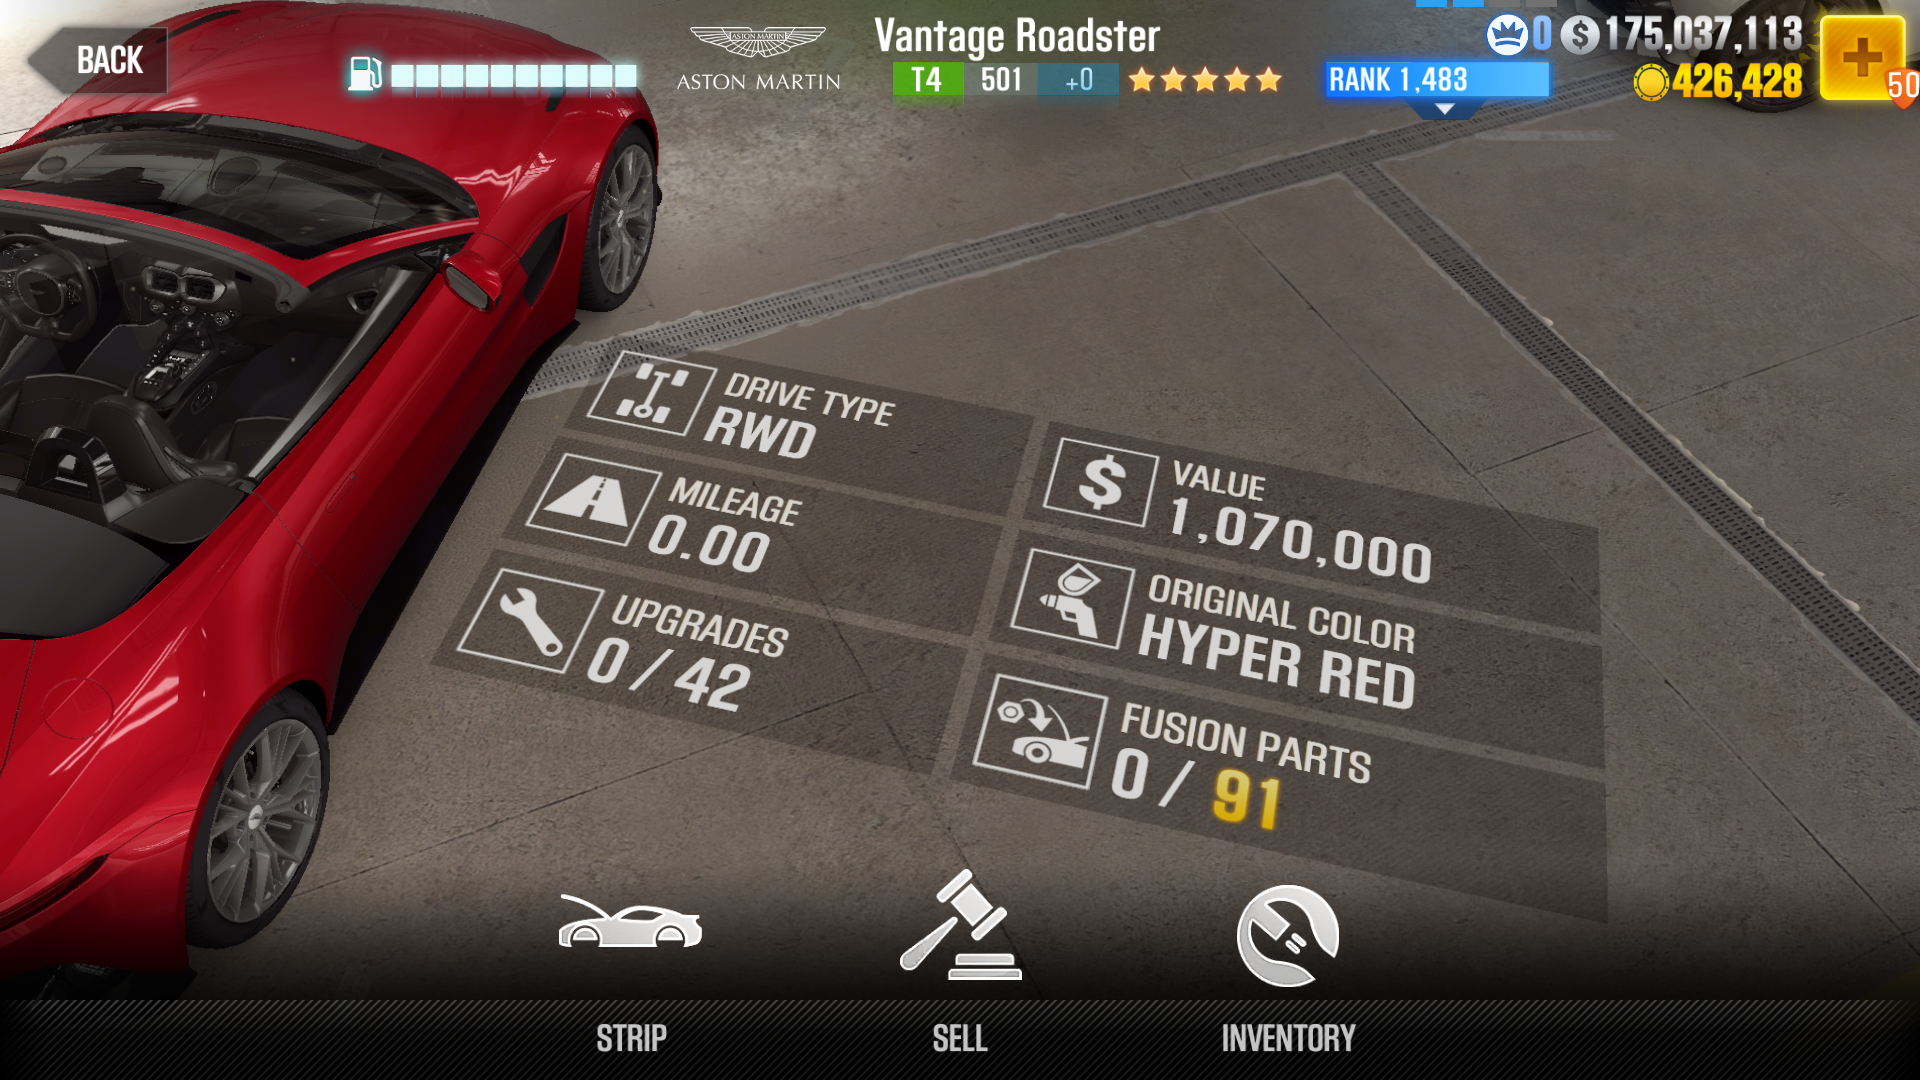 BACK
ASTON MARTIN
ASTON MARTIN
Vantage Roadster
T4 501 +0
RANK 1,483
0
$ 175,037,113
426,428
50
DRIVE TYPE
RWD
MILEAGE
0.00
UPGRADES
0 / 42
$
VALUE
1,070,000
ORIGINAL COLOR
HYPER RED
FUSION PARTS
0 / 91
STRIP
SELL
INVENTORY